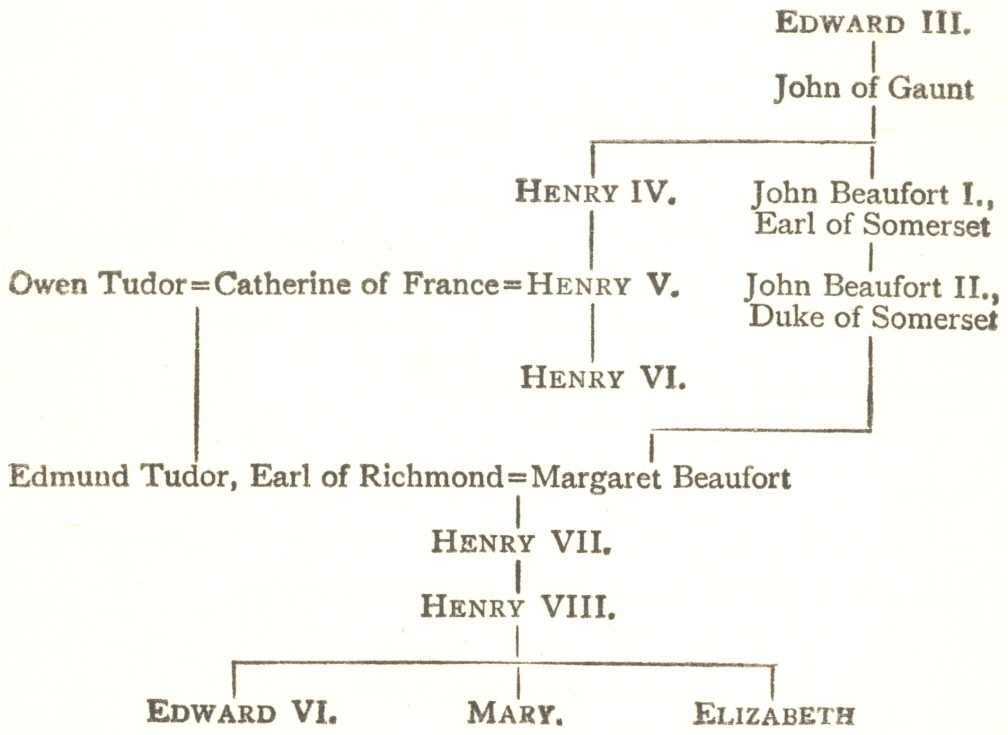 EDWARD III.
John of Gaunt
HENRY IV.
John Beaufort I.,
Earl of Somerset
Owen Tudor=Catherine of France=HENRY V.
John Beaufort II.,
Duke of Somerset
HENRY VI.
Edmund Tudor, Earl of Richmond=Margaret Beaufort
HENRY VII.
HENRY VIII.
EDWARD VI.
MARY.
ELIZABETH